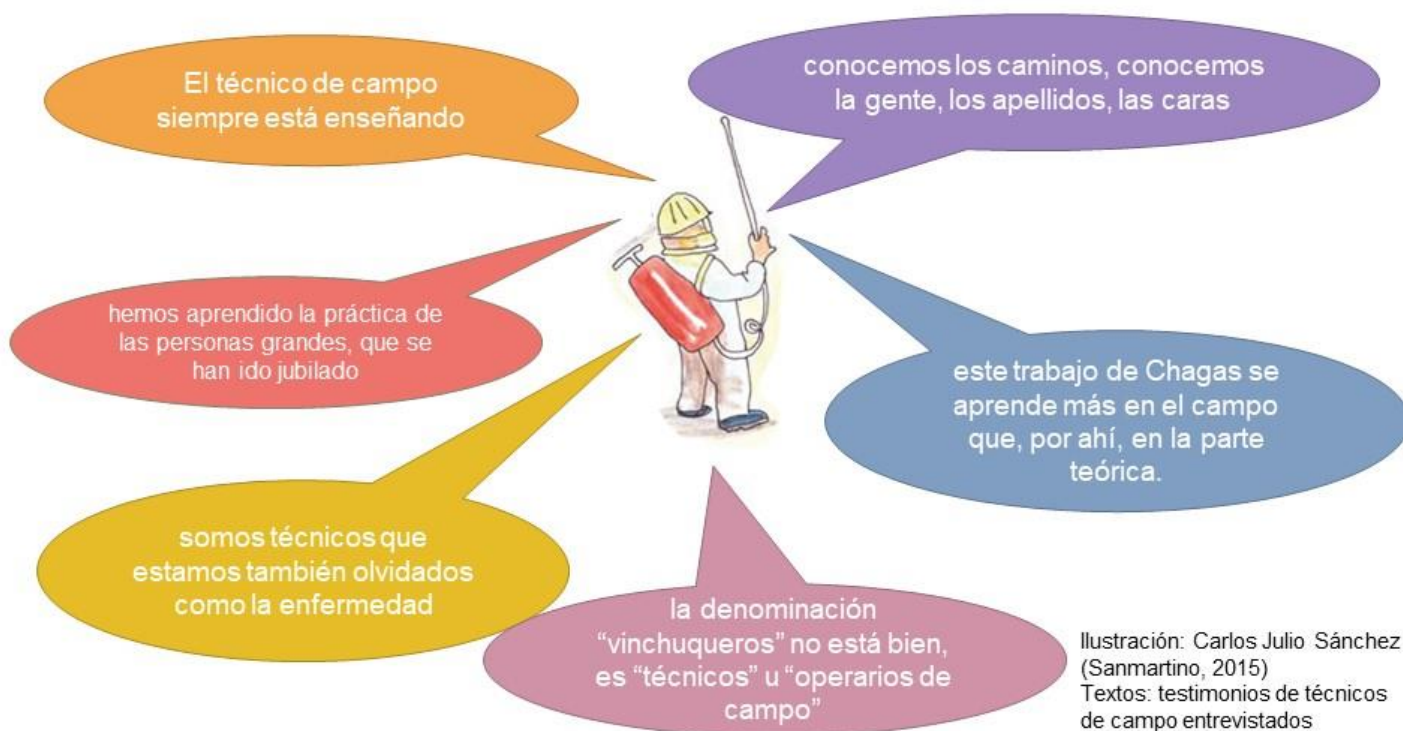 El técnico de campo
siempre está enseñando
conocemos los caminos, conocemos
la gente, los apellidos, las caras
hemos aprendido la práctica de
las personas grandes, que se
han ido jubilado
este trabajo de Chagas se
aprende más en el campo
que, por ahí, en la parte
teórica.
somos técnicos que
estamos también olvidados
como la enfermedad
la denominación
“vinchuqueros” no está bien,
es “técnicos” u “operarios de
campo”
Ilustración: Carlos Julio Sánchez
(Sanmartino, 2015)
Textos: testimonios de técnicos
de campo entrevistados